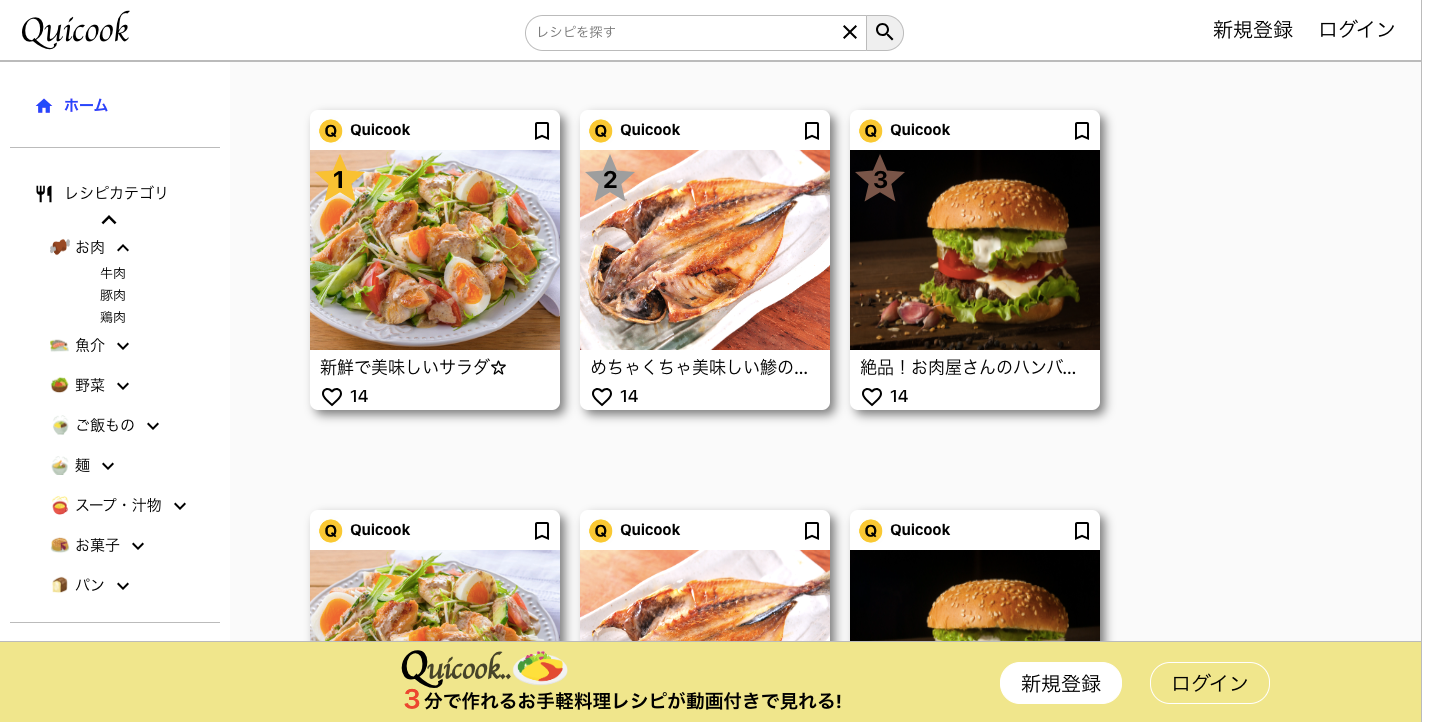 Quicook
レシピを探す
新規登録 ログイン
ホーム
レシピカテゴリ
お肉
牛肉
豚肉
鶏肉
魚介
野菜
ご飯もの
麺
スープ・汁物
お菓子
パン
Q Quicook
1
新鮮で美味しいサラダ☆
14
Q Quicook
2
めちゃくちゃ美味しい鯵の...
14
Q Quicook
3
絶品！お肉屋さんのハンバ...
14
Q Quicook
Q Quicook
Q Quicook
Quicook..
3分で作れるお手軽料理レシピが動画付きで見れる!
新規登録 ログイン